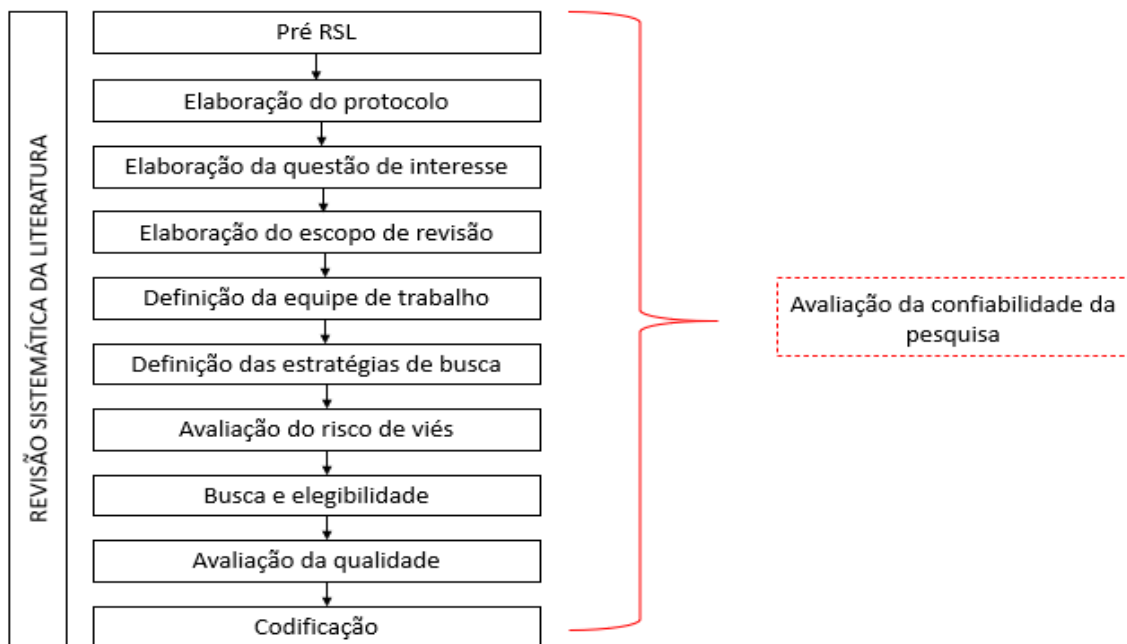 REVISÃO SISTEMÁTICA DA LITERATURA
Pré RSL
Elaboração do protocolo
Elaboração da questão de interesse
Elaboração do escopo de revisão
Definição da equipe de trabalho
Definição das estratégias de busca
Avaliação do risco de viés
Busca e elegibilidade
Avaliação da qualidade
Codificação
Avaliação da confiabilidade da
pesquisa